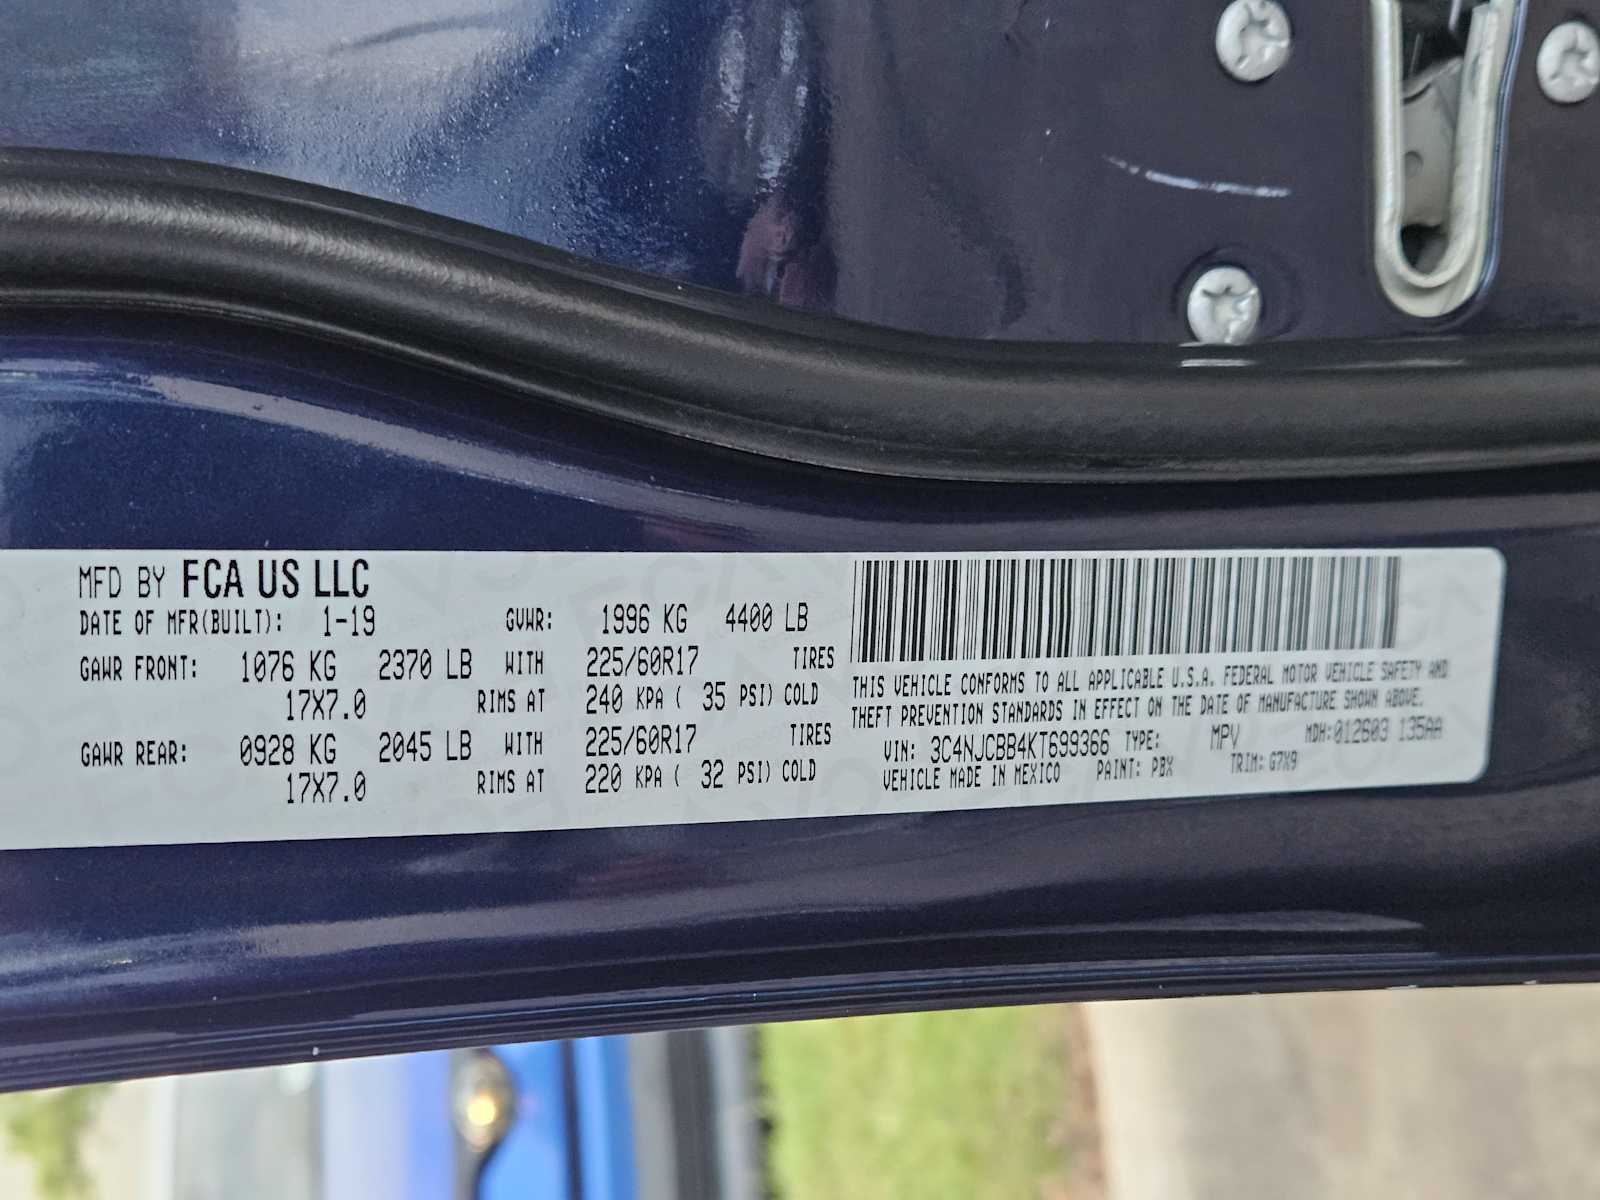 MFD BY FCA US LLC
DATE OF MFR(BUILT): 1-19 GVWR: 1996 KG 4400 LB
GAWR FRONT: 1076 KG 2370 LB WITH 225/60R17 TIRES
17X7.0 RIMS AT 240 KPA ( 35 PSI) COLD
GAWR REAR: 0928 KG 2045 LB WITH 225/60R17 TIRES
17X7.0 RIMS AT 220 KPA ( 32 PSI) COLD
THIS VEHICLE CONFORMS TO ALL APPLICABLE U.S.A. FEDERAL MOTOR VEHICLE SAFETY AND
THEFT PREVENTION STANDARDS IN EFFECT ON THE DATE OF MANUFACTURE SHOWN ABOVE.
VIN: 3C4NJCBB4KT699366 TYPE: MPV MDH:012603 135AA
VEHICLE MADE IN MEXICO PAINT: PBX TRIM: G7X9